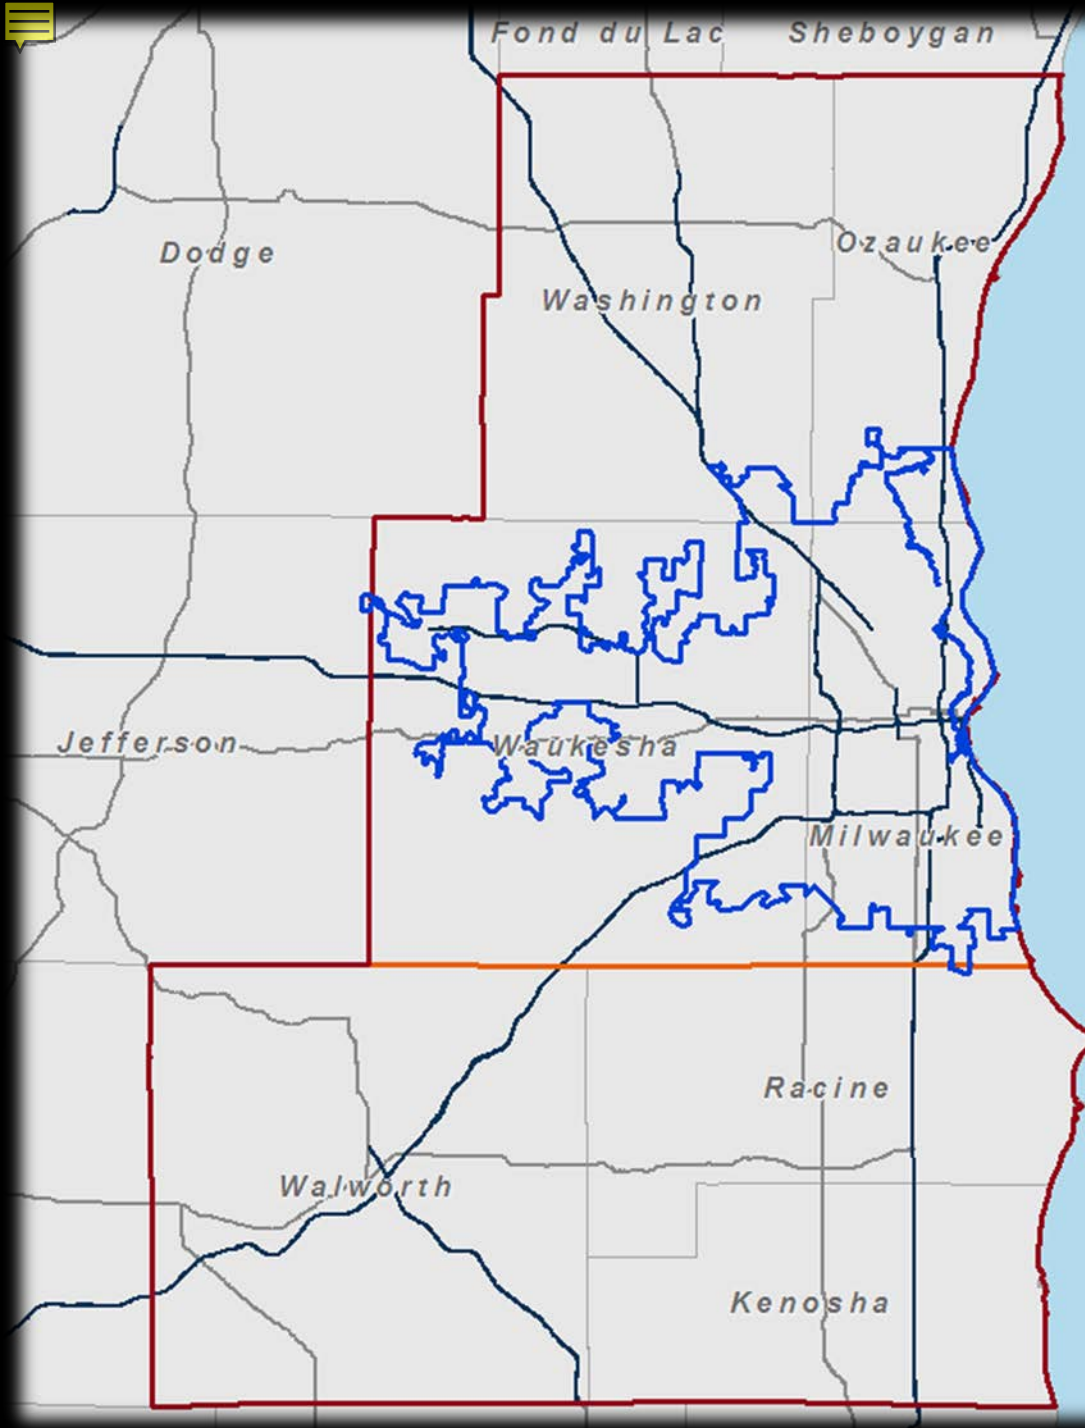 Fond du Lac
Sheboygan
Dodge
Ozaukee
Washington
Jefferson
Waukesha
Milwaukee
Racine
Walworth
Kenosha